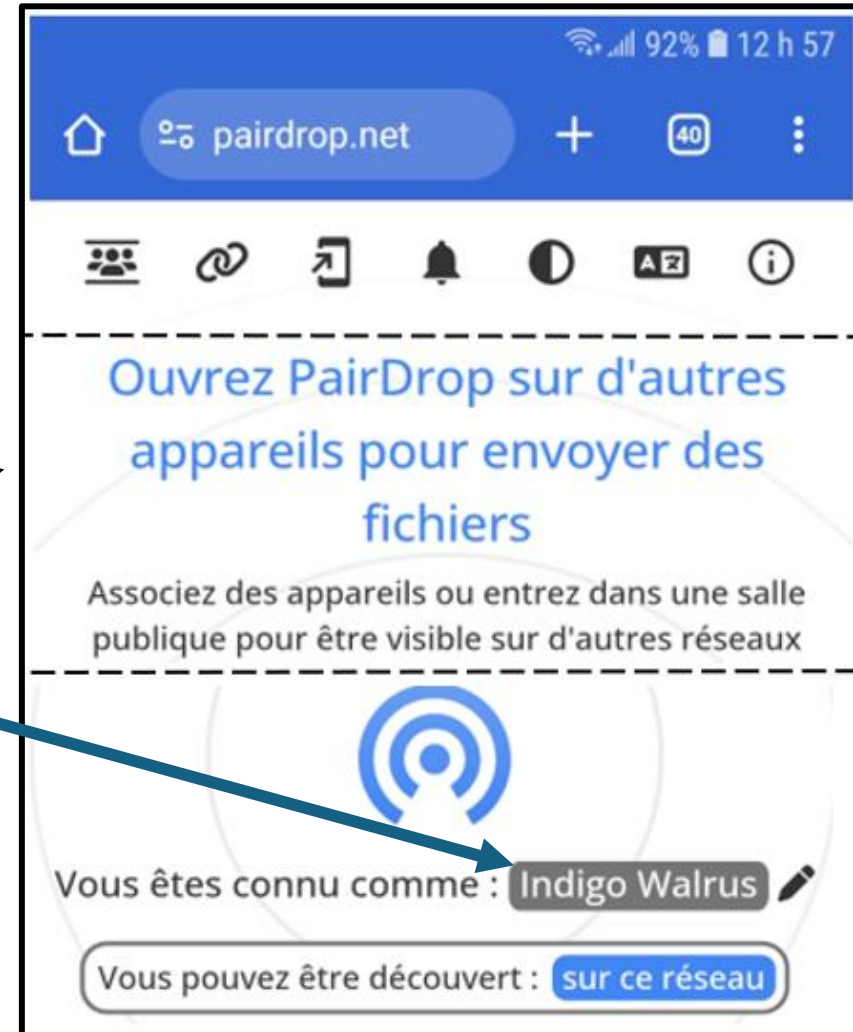 92% 12 h 57
pairdrop.net
40
Ouvrez PairDrop sur d'autres
appareils pour envoyer des
fichiers
Associez des appareils ou entrez dans une salle
publique pour être visible sur d'autres réseaux
Vous êtes connu comme : Indigo Walrus
Vous pouvez être découvert : sur ce réseau